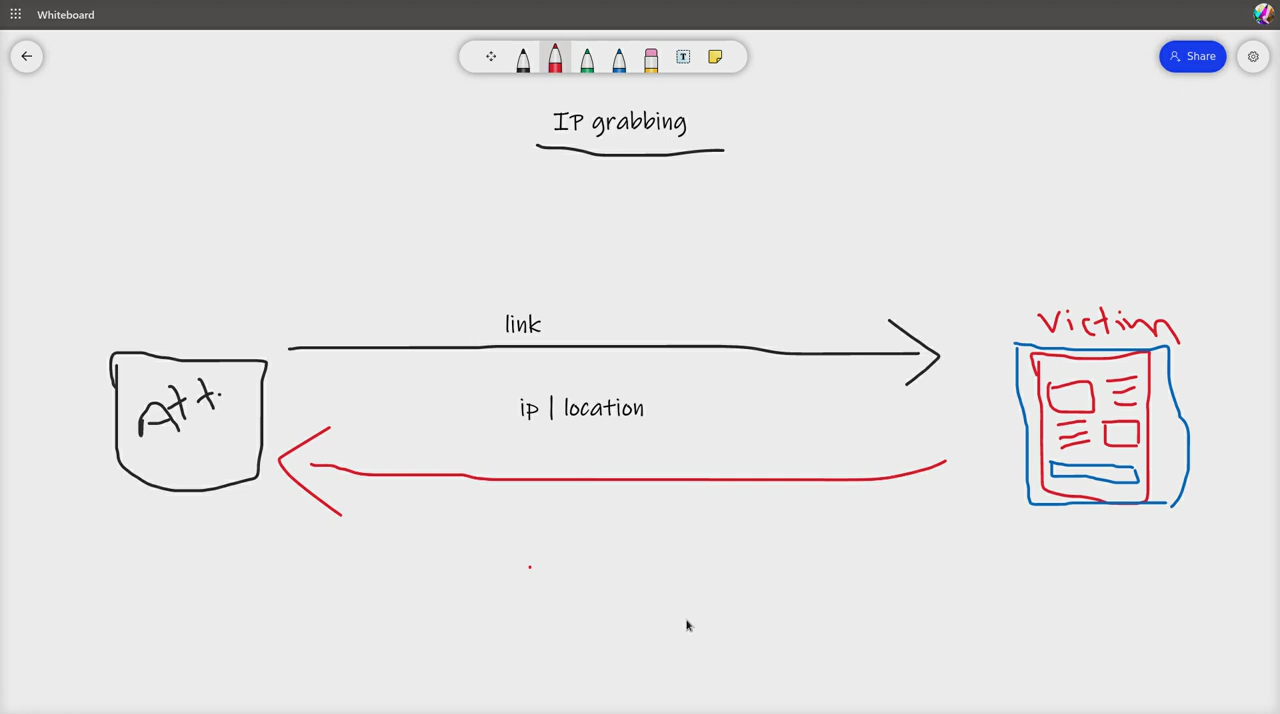 Whiteboard
T
Share
IP grabbing
link
victim
Att.
ip | location